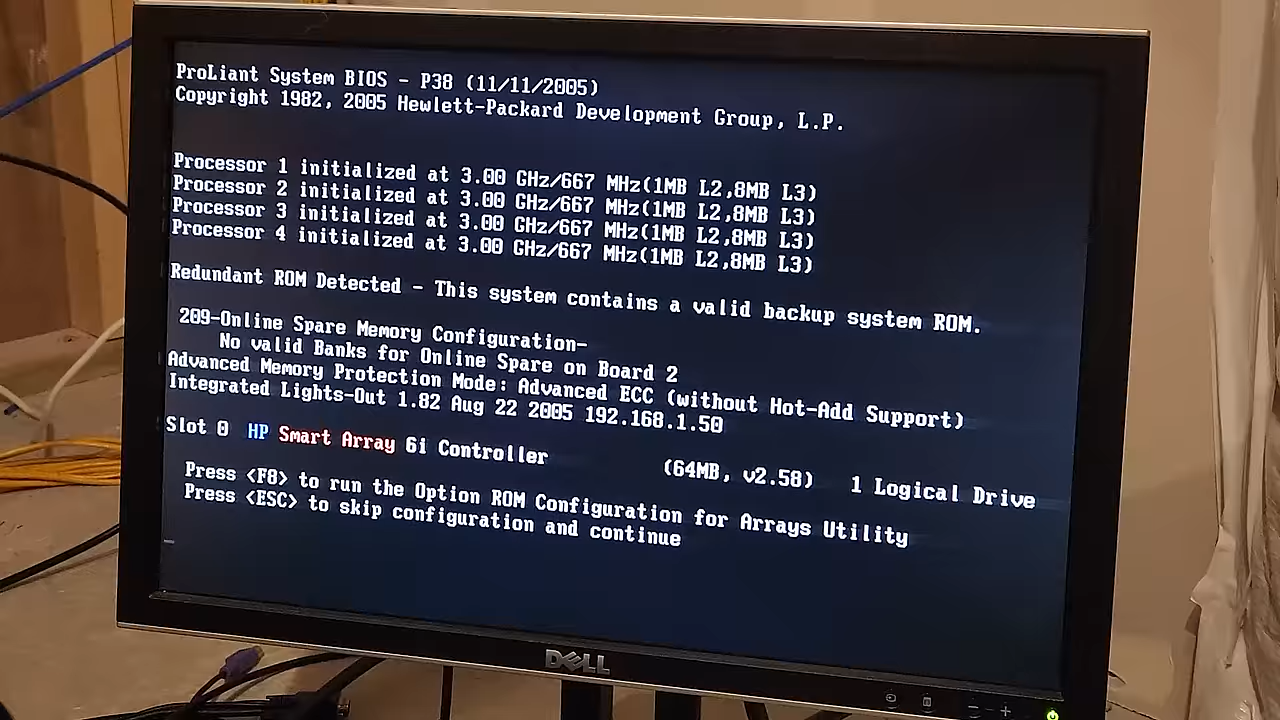 ProLiant System BIOS - P38 (11/11/2005)
Copyright 1982, 2005 Hewlett-Packard Development Group, L.P.
Processor 1 initialized at 3.00 GHz/667 MHz(1MB L2,8MB L3)
Processor 2 initialized at 3.00 GHz/667 MHz(1MB L2,8MB L3)
Processor 3 initialized at 3.00 GHz/667 MHz(1MB L2,8MB L3)
Processor 4 initialized at 3.00 GHz/667 MHz(1MB L2,8MB L3)
Redundant ROM Detected - This system contains a valid backup system ROM.
209-Online Spare Memory Configuration-
No valid Banks for Online Spare on Board 2
Advanced Memory Protection Mode: Advanced ECC (without Hot-Add Support)
Integrated Lights-Out 1.82 Aug 22 2005 192.168.1.50
Slot 0 HP Smart Array 6i Controller (64MB, v2.58) 1 Logical Drive
Press <F8> to run the Option ROM Configuration for Arrays Utility
Press <ESC> to skip configuration and continue
DELL